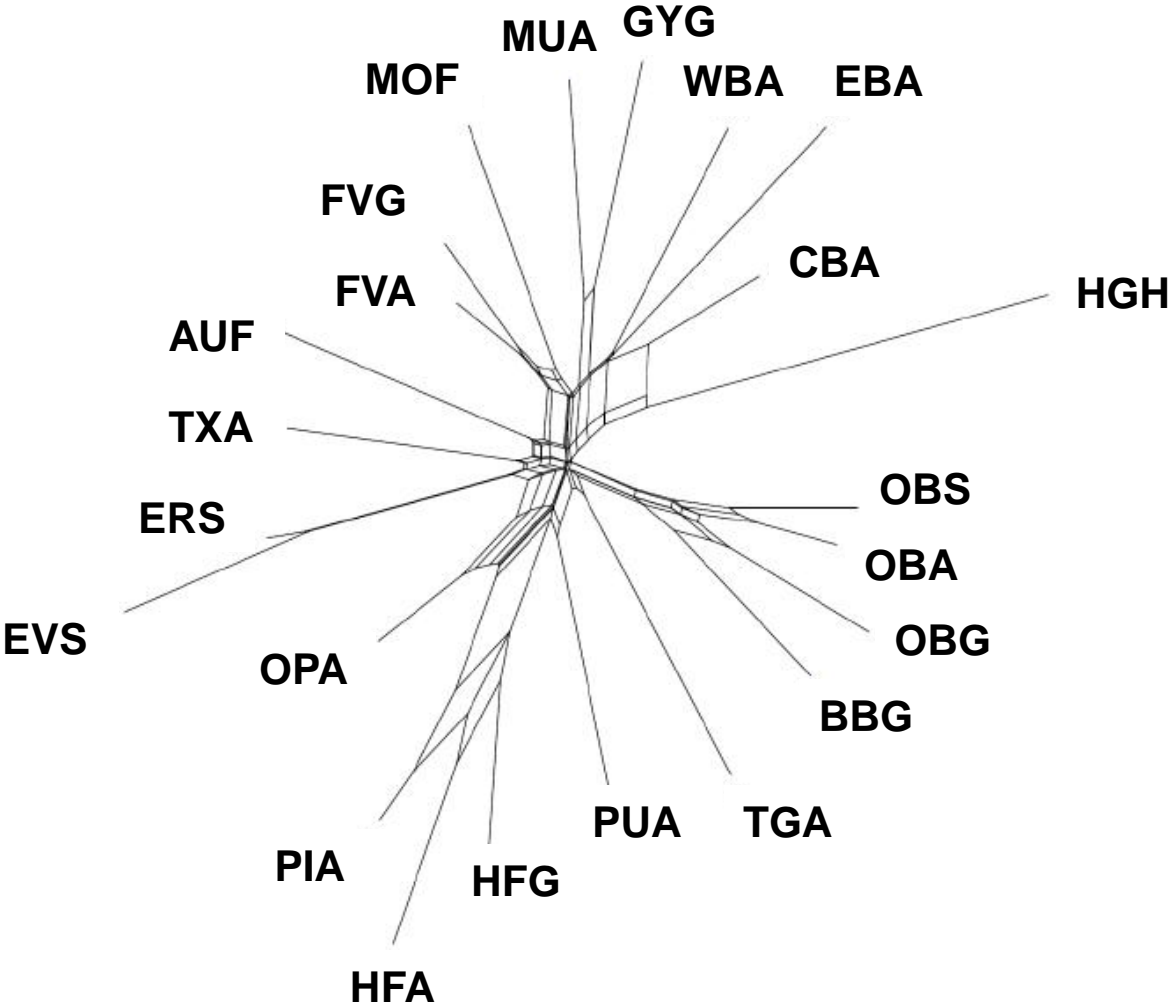 GYG
MUA
MOF
WBA
EBA
FVG
CBA
FVA
HGH
AUF
TXA
OBS
ERS
OBA
EVS
OBG
OPA
BBG
PUA
TGA
PIA
HFG
HFA